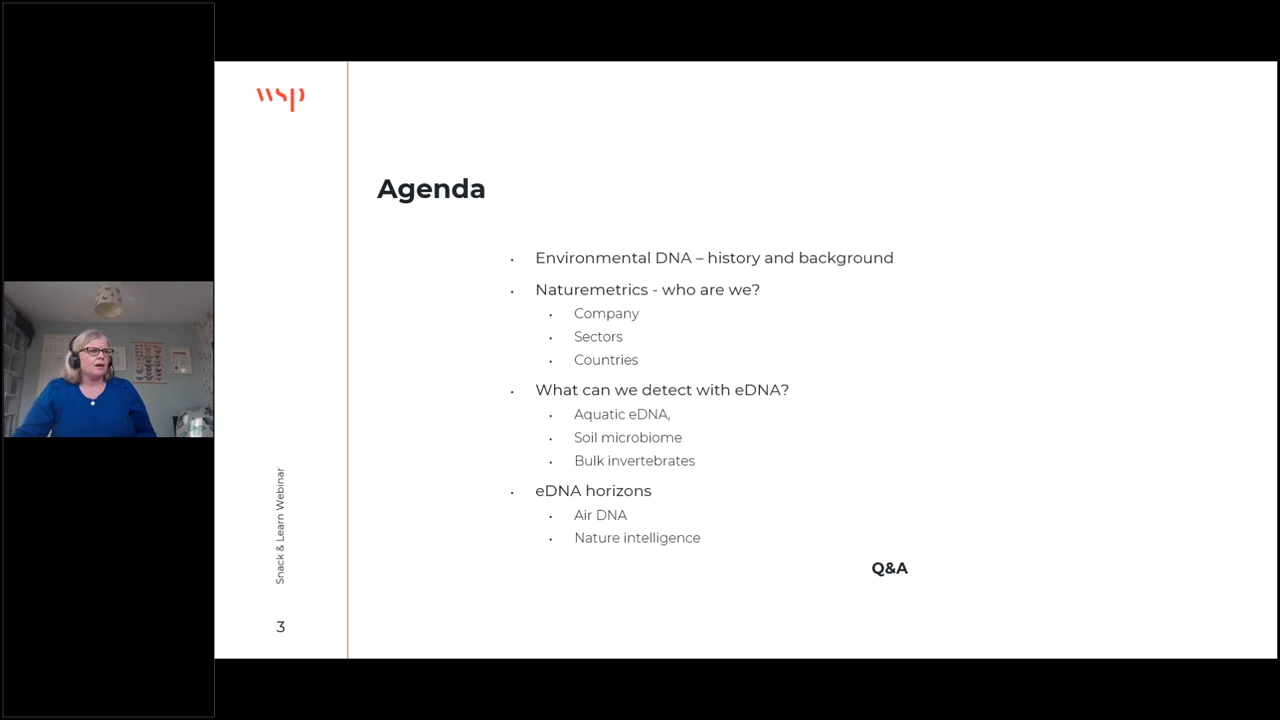 wsp
Agenda
Environmental DNA – history and background
Naturemetrics - who are we?
Company
Sectors
Countries
What can we detect with eDNA?
Aquatic eDNA,
Soil microbiome
Bulk invertebrates
eDNA horizons
Air DNA
Nature intelligence
Q&A
Snack & Learn Webinar
3